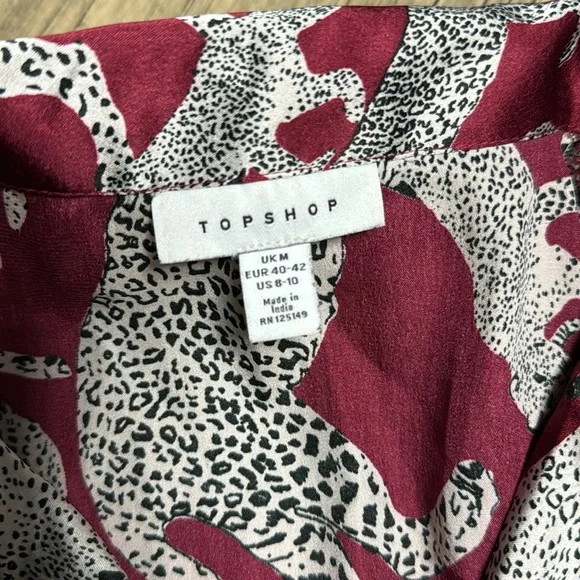 TOPSHOP
UK M
EUR 40-42
US 8-10
Made in
India
RN 125149